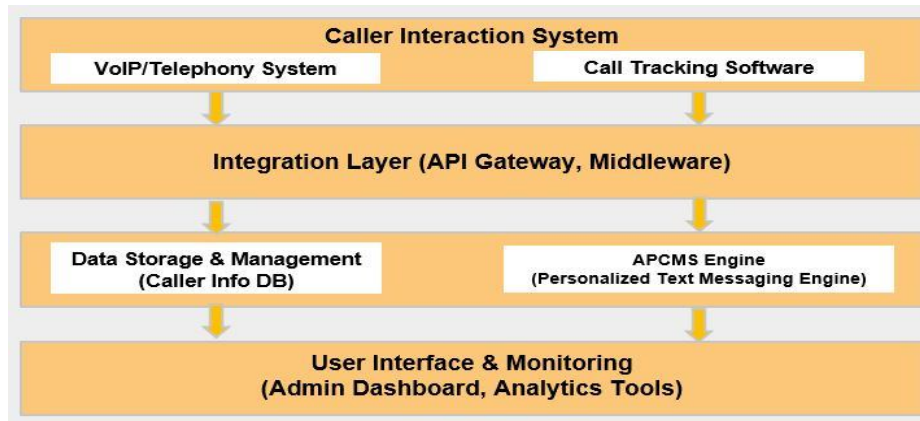 Caller Interaction System
VoIP/Telephony System
Call Tracking Software
Integration Layer (API Gateway, Middleware)
Data Storage & Management
(Caller Info DB)
APCMS Engine
(Personalized Text Messaging Engine)
User Interface & Monitoring
(Admin Dashboard, Analytics Tools)